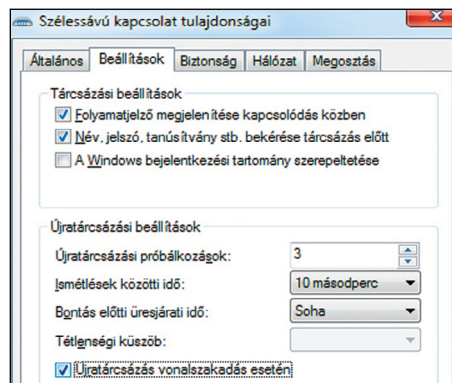 Szélessávú kapcsolat tulajdonságai
Általános Beállítások Biztonság Hálózat Megosztás
Tárcsázási beállítások
Folyamatjelző megjelenítése kapcsolódás közben
Név, jelszó, tanúsítvány stb. bekérése tárcsázás előtt
A Windows bejelentkezési tartomány szerepeltetése
Újratárcsázási beállítások
Újratárcsázási próbálkozások: 3
Ismétlések közötti idő: 10 másodperc
Bontás előtti üresjárati idő: Soha
Tétlenségi küszöb:
Újratárcsázás vonalszakadás esetén